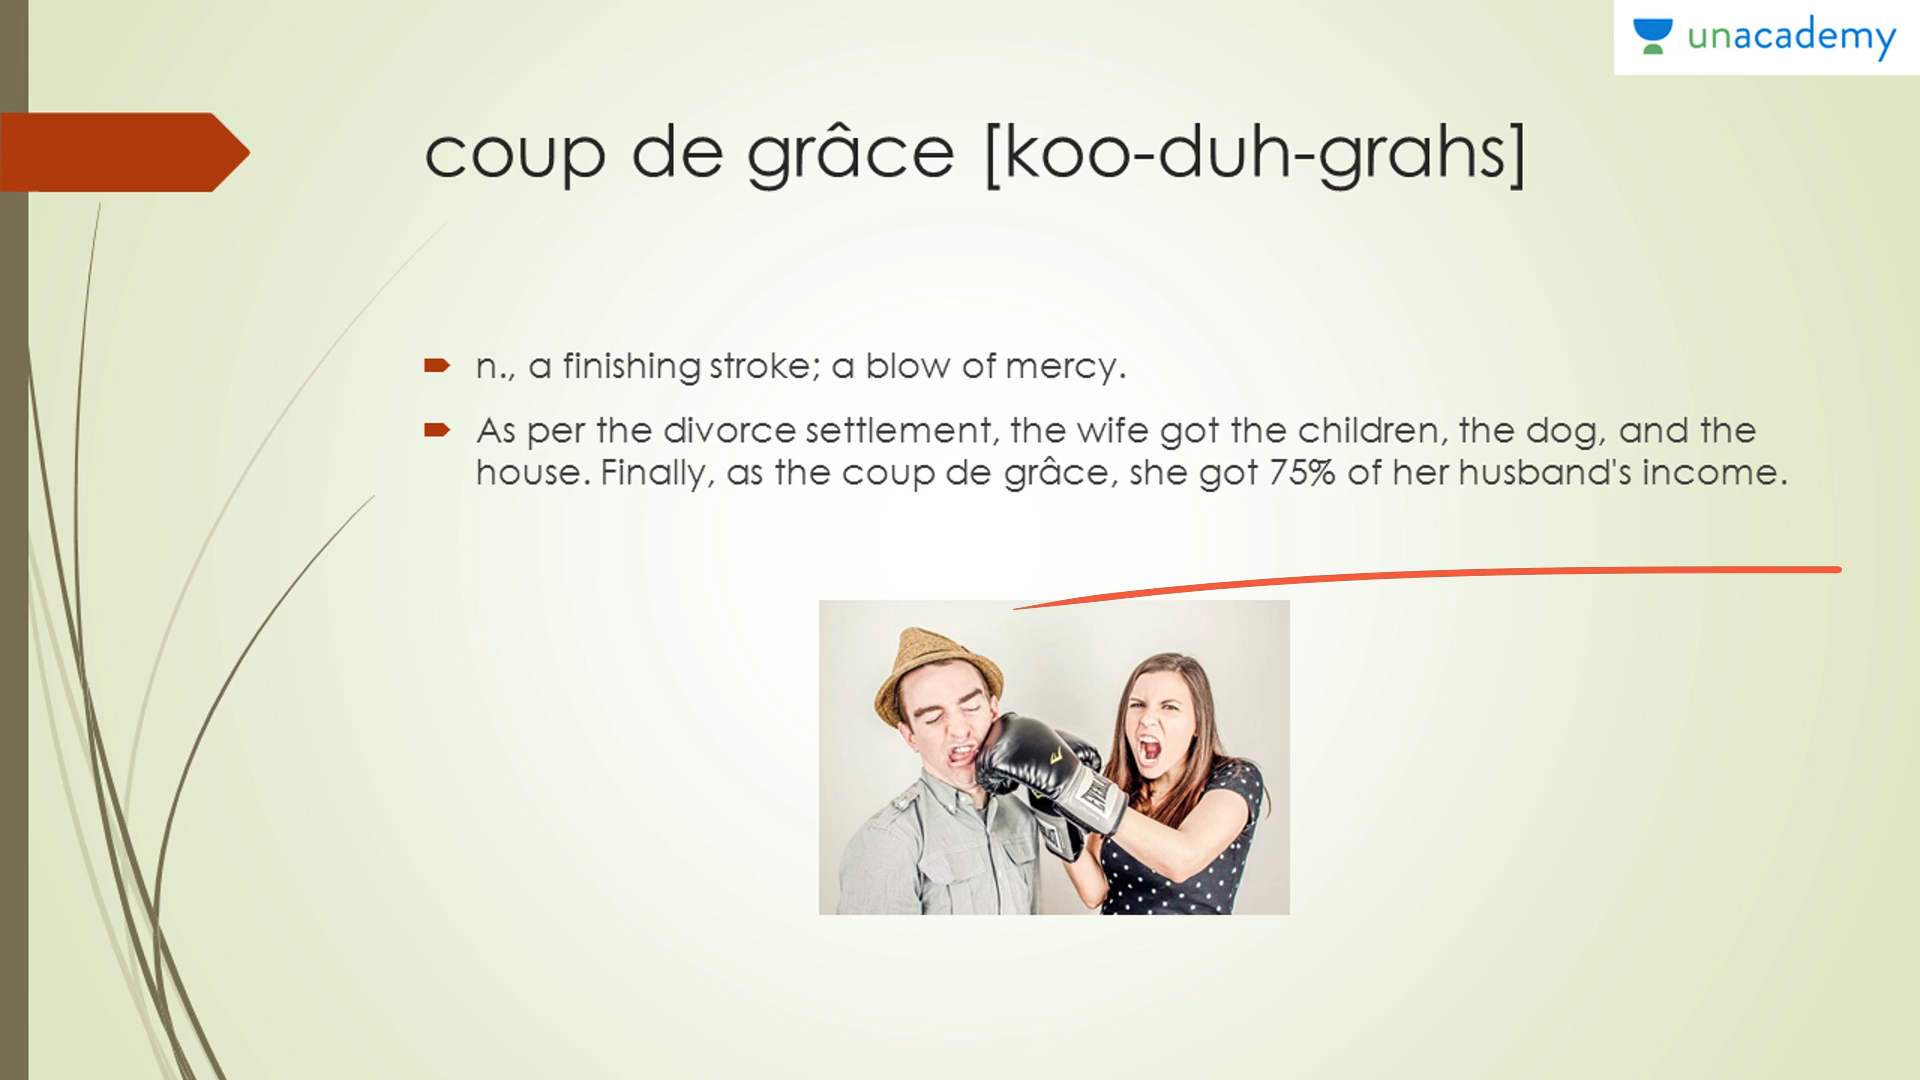 unacademy
coup de grâce [koo-duh-grahs]
n., a finishing stroke; a blow of mercy.
As per the divorce settlement, the wife got the children, the dog, and the
house. Finally, as the coup de grâce, she got 75% of her husband's income.